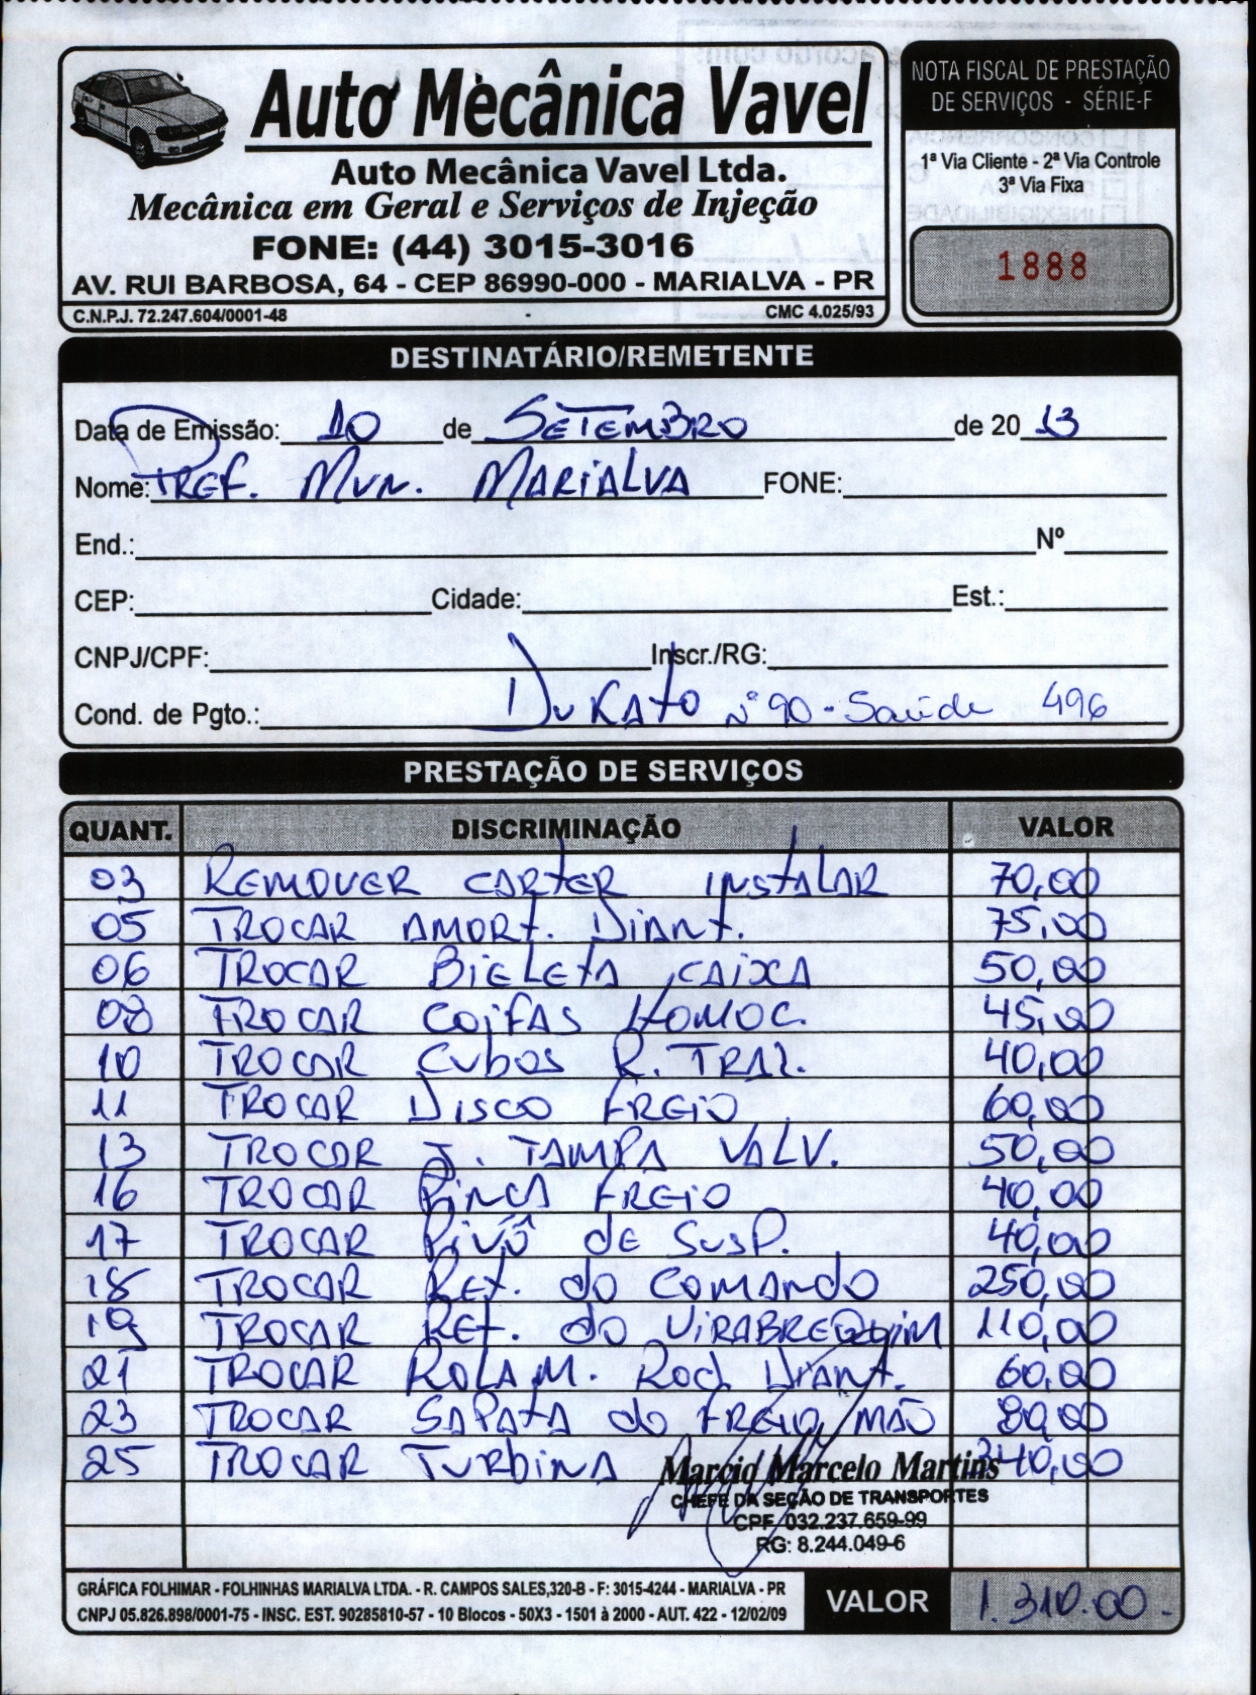 Auto Mecânica Vavel
Auto Mecânica Vavel Ltda.
Mecânica em Geral e Serviços de Injeção
FONE: (44) 3015-3016
AV. RUI BARBOSA, 64 - CEP 86990-000 - MARIALVA - PR
C.N.P.J. 72.247.604/0001-48 CMC 4.025/93
NOTA FISCAL DE PRESTAÇÃO
DE SERVIÇOS - SÉRIE-F
1ª Via Cliente - 2ª Via Controle
3ª Via Fixa
1888
DESTINATÁRIO/REMETENTE
Data de Emissão: 10 de SETEMBRO de 20 13
Nome: PREF. MUN. MARIALVA FONE:
End.: Nº
CEP: Cidade: Est.:
CNPJ/CPF: Inscr./RG:
Cond. de Pgto.: DUKATO nº 90 - Saúde 496
PRESTAÇÃO DE SERVIÇOS
QUANT. DISCRIMINAÇÃO VALOR
03 REMOVER CARTER INSTALAR 70,00
05 TROCAR AMORT. DIANT. 75,00
06 TROCAR BIELETA CAIXA 50,00
08 TROCAR COIFAS HOMOC. 45,00
10 TROCAR CUBOS R. TRAZ. 40,00
11 TROCAR DISCO FREIO 60,00
13 TROCAR J. TAMPA VALV. 50,00
16 TROCAR PINÇA FREIO 40,00
17 TROCAR PIVÔ DE SUSP. 40,00
18 TROCAR RET. do COMANDO 250,00
19 TROCAR RET. do VIRABREQUIM 110,00
21 TROCAR ROLAM. ROD. DIANT. 60,00
23 TROCAR SAPATA do FREIO MÃO 80,00
25 TROCAR TURBINA 340,00
Marcio Marcelo Martins
CHEFE DA SEÇÃO DE TRANSPORTES
CPF 032.237.659-99
RG: 8.244.049-6
GRÁFICA FOLHIMAR - FOLHINHAS MARIALVA LTDA. - R. CAMPOS SALES,320-B - F: 3015-4244 - MARIALVA - PR
CNPJ 05.826.898/0001-75 - INSC. EST. 90285810-57 - 10 Blocos - 50X3 - 1501 à 2000 - AUT. 422 - 12/02/09
VALOR 1.310.00.